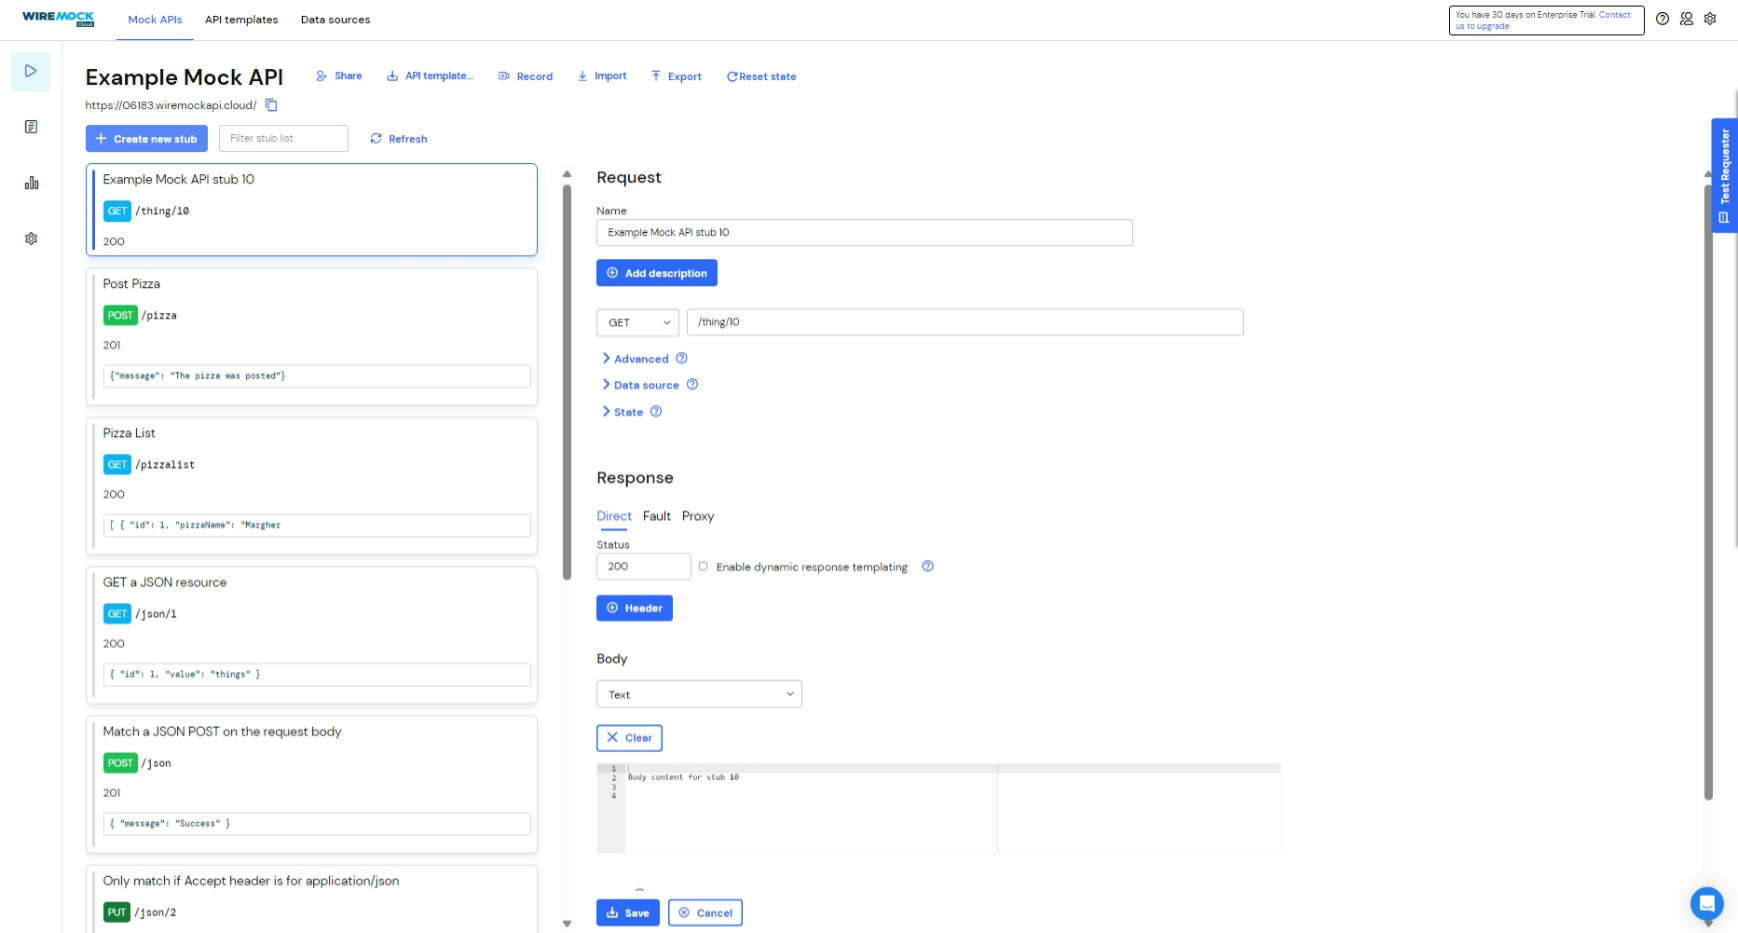 WIREMOCK
Cloud
Mock APIs
API templates
Data sources
You have 30 days on Enterprise Trial. Contact
us to upgrade
Example Mock API
Share
API template...
Record
Import
Export
Reset state
https://06183.wiremockapi.cloud/
Create new stub
Filter stub list
Refresh
Example Mock API stub 10
GET /thing/10
200
Post Pizza
POST /pizza
201
{"message": "The pizza was posted"}
Pizza List
GET /pizzalist
200
[ { "id": 1, "pizzaName": "Margher
GET a JSON resource
GET /json/1
200
{ "id": 1, "value": "things" }
Match a JSON POST on the request body
POST /json
201
{ "message": "Success" }
Only match if Accept header is for application/json
PUT /json/2
Request
Name
Example Mock API stub 10
Add description
GET
/thing/10
Advanced
Data source
State
Response
Direct Fault Proxy
Status
200
Enable dynamic response templating
Header
Body
Text
Clear
1
2 Body content for stub 10
3
4
Save
Cancel
Test Requester